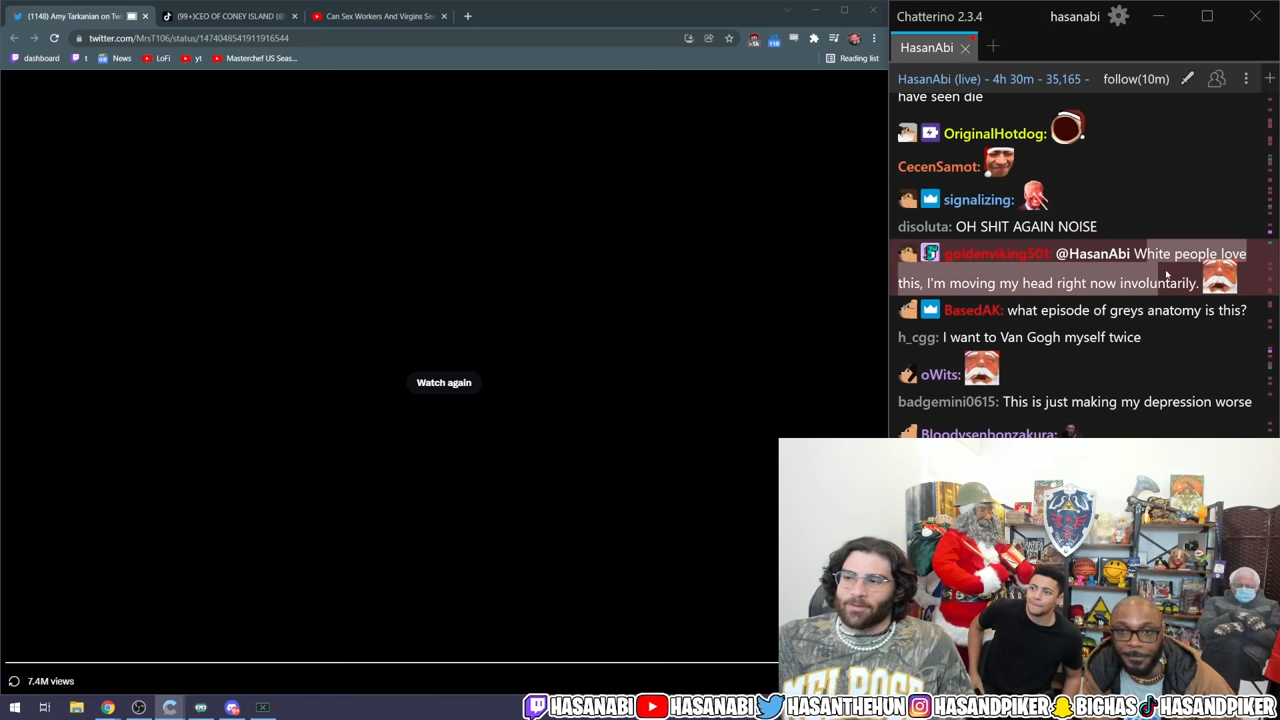 (1148) Amy Tarkanian on Tw
(99+)CEO OF CONEY ISLAND (@
Can Sex Workers And Virgins Se
twitter.com/MrsT106/status/1474048541911916544
dashboard
t
News
LoFi
yt
Masterchef US Seas...
Reading list
Watch again
7.4M views
Chatterino 2.3.4
hasanabi
HasanAbi
HasanAbi (live) - 4h 30m - 35,165 -
follow(10m)
have seen die
OriginalHotdog:
CecenSamot:
signalizing:
disoluta: OH SHIT AGAIN NOISE
goldenviking501: @HasanAbi White people love
this, I'm moving my head right now involuntarily.
BasedAK: what episode of greys anatomy is this?
h_cgg: I want to Van Gogh myself twice
oWits:
badgemini0615: This is just making my depression worse
Bloodysenbonzakura:
MELROSE
HASANABI
HASANABI
HASANTHEHUN
HASANDPIKER
BIGHAS
HASANDPIKER